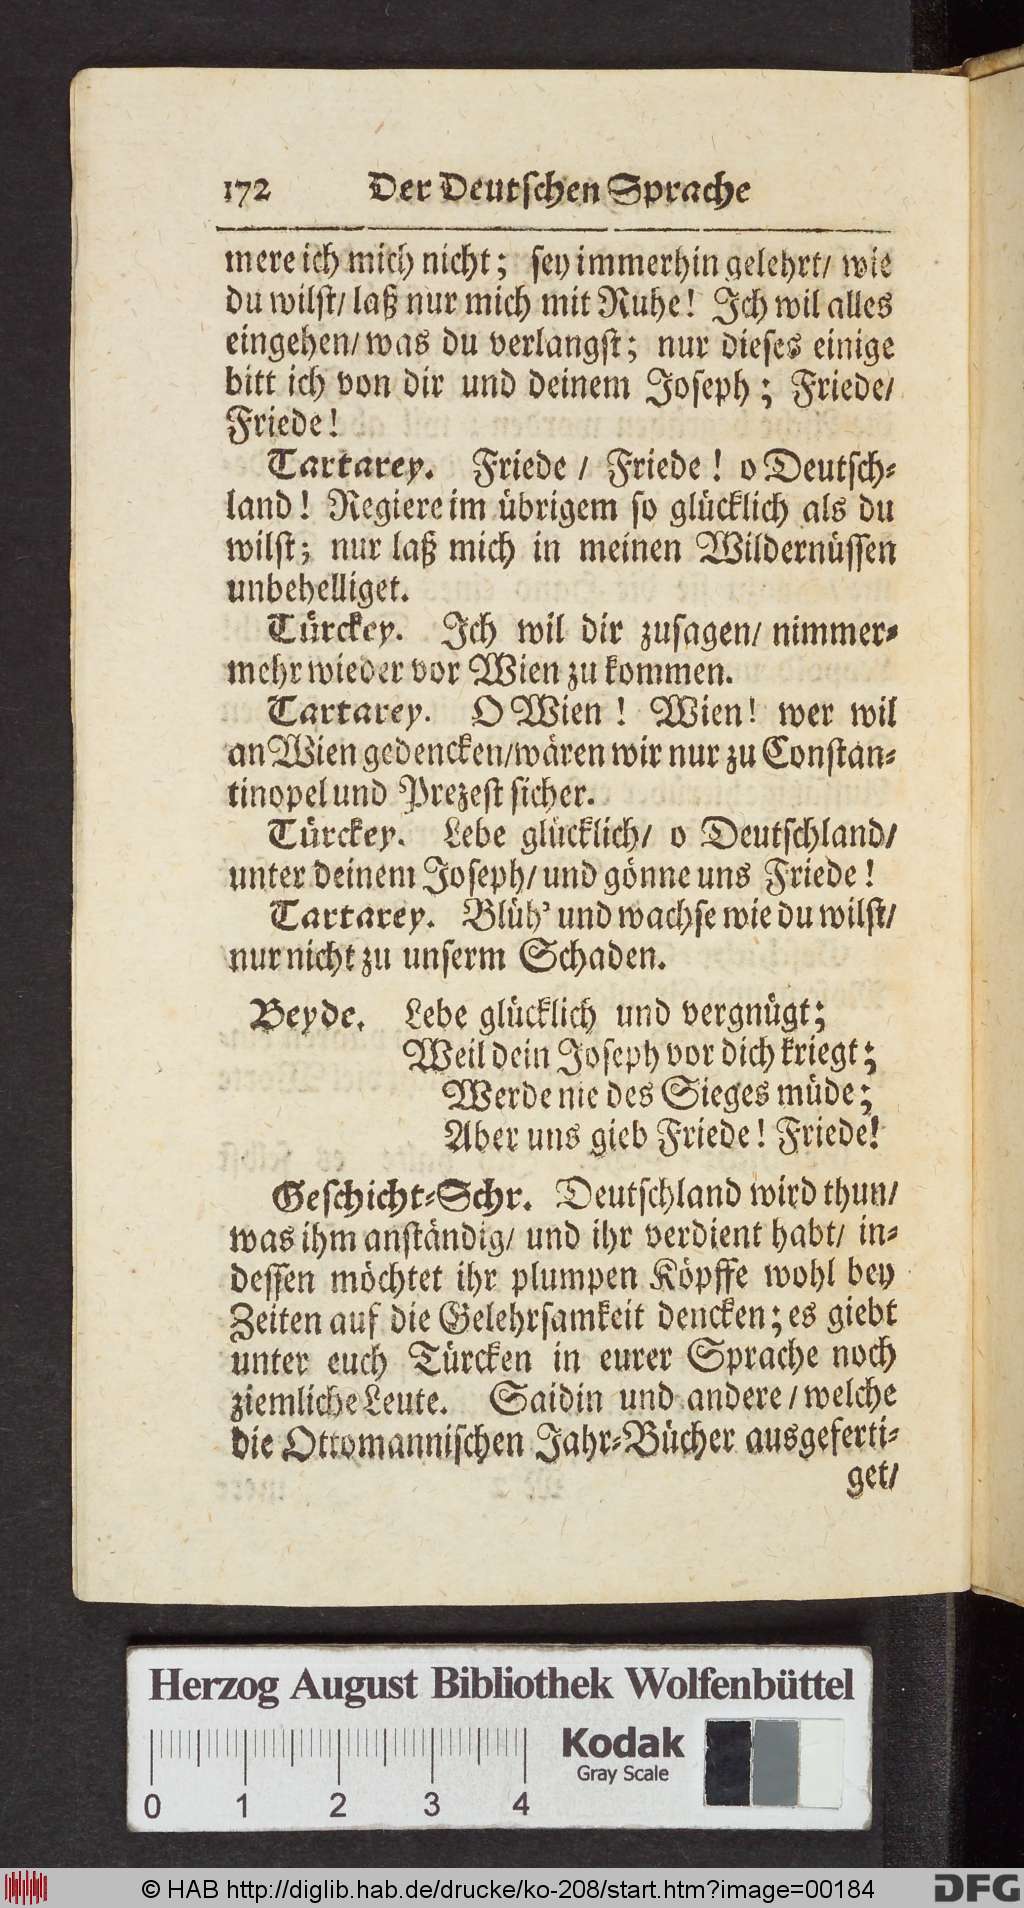 172 Der Deutschen Sprache
mere ich mich nicht; sey immerhin gelehrt/ wie
du wilst/ laß nur mich mit Ruhe! Ich wil alles
eingehen/ was du verlangst; nur dieses einige
bitt ich von dir und deinem Joseph; Friede/
Friede!
Tartarey. Friede / Friede! o Deutsch-
land! Regiere im übrigem so glücklich als du
wilst; nur laß mich in meinen Wildernüssen
unbehelliget.
Türckey. Ich wil dir zusagen/ nimmer-
mehr wieder vor Wien zu kommen.
Tartarey. O Wien! Wien! wer wil
an Wien gedencken/ wären wir nur zu Constan-
tinopel und Prezest sicher.
Türckey. Lebe glücklich/ o Deutschland/
unter deinem Joseph/ und gönne uns Friede!
Tartarey. Blüh' und wachse wie du wilst/
nur nicht zu unserm Schaden.
Beyde. Lebe glücklich und vergnügt;
Weil dein Joseph vor dich kriegt;
Werde nie des Sieges müde;
Aber uns gieb Friede! Friede!
Geschicht-Schr. Deutschland wird thun/
was ihm anständig/ und ihr verdient habt/ in-
dessen möchtet ihr plumpen Köpffe wohl bey
Zeiten auf die Gelehrsamkeit dencken; es giebt
unter euch Türcken in eurer Sprache noch
ziemliche Leute. Saidin und andere / welche
die Ottomannischen Jahr-Bücher ausgeferti-
get/
Herzog August Bibliothek Wolfenbüttel
Kodak
Gray Scale
0 1 2 3 4
© HAB http://diglib.hab.de/drucke/ko-208/start.htm?image=00184
DFG